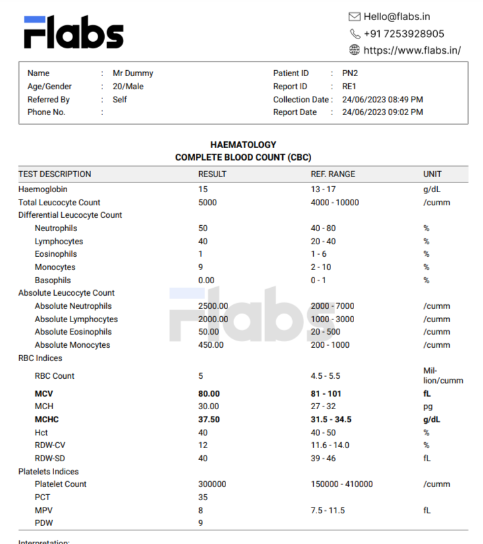 Flabs
Hello@flabs.in
+91 7253928905
https://www.flabs.in/
Name : Mr Dummy Patient ID : PN2
Age/Gender : 20/Male Report ID : RE1
Referred By : Self Collection Date : 24/06/2023 08:49 PM
Phone No. : Report Date : 24/06/2023 09:02 PM
HAEMATOLOGY
COMPLETE BLOOD COUNT (CBC)
TEST DESCRIPTION RESULT REF. RANGE UNIT
Haemoglobin 15 13 - 17 g/dL
Total Leucocyte Count 5000 4000 - 10000 /cumm
Differential Leucocyte Count
Neutrophils 50 40 - 80 %
Lymphocytes 40 20 - 40 %
Eosinophils 1 1 - 6 %
Monocytes 9 2 - 10 %
Basophils 0.00 0 - 1 %
Absolute Leucocyte Count
Absolute Neutrophils 2500.00 2000 - 7000 /cumm
Absolute Lymphocytes 2000.00 1000 - 3000 /cumm
Absolute Eosinophils 50.00 20 - 500 /cumm
Absolute Monocytes 450.00 200 - 1000 /cumm
Flabs
RBC Indices
RBC Count 5 4.5 - 5.5 Mil-
lion/cumm
MCV 80.00 81 - 101 fL
MCH 30.00 27 - 32 pg
MCHC 37.50 31.5 - 34.5 g/dL
Hct 40 40 - 50 %
RDW-CV 12 11.6 - 14.0 %
RDW-SD 40 39 - 46 fL
Platelets Indices
Platelet Count 300000 150000 - 410000 /cumm
PCT 35
MPV 8 7.5 - 11.5 fL
PDW 9
Interpretation: